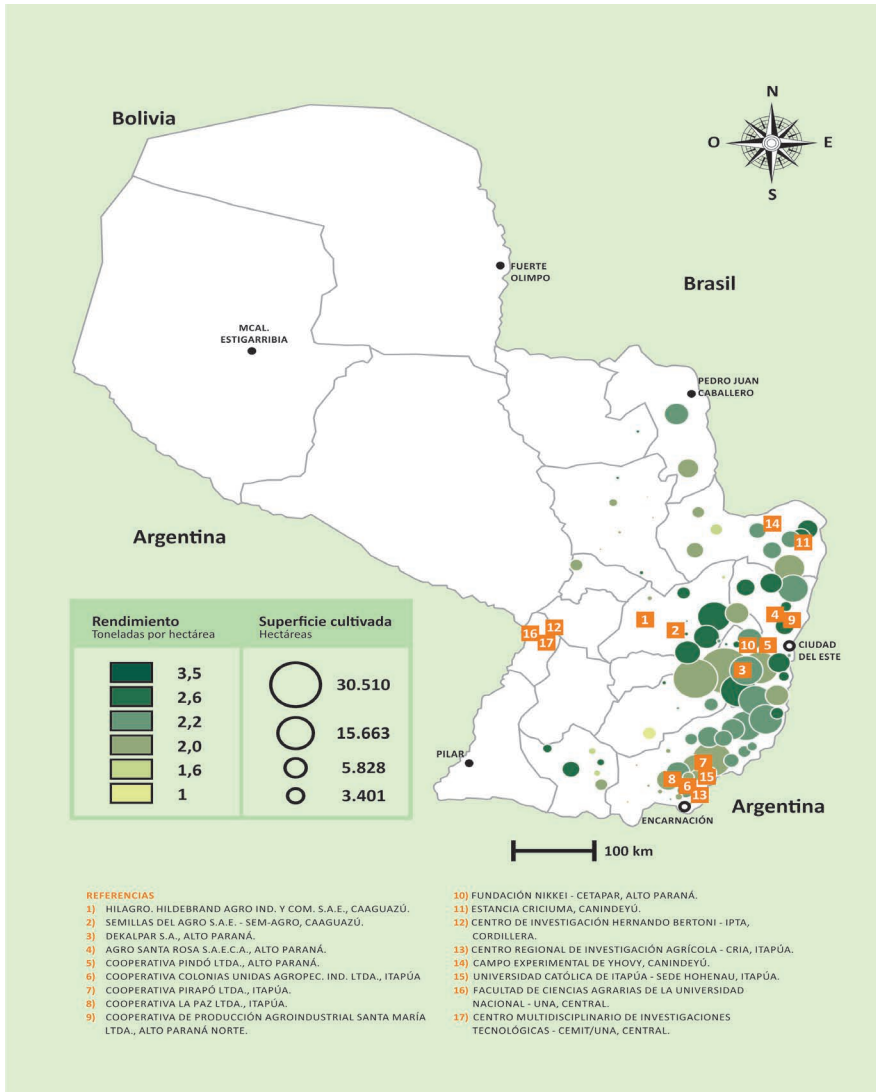 Bolivia
N
O
E
S
FUERTE
OLIMPO
Brasil
MCAL.
ESTIGARRIBIA
PEDRO JUAN
CABALLERO
Argentina
14
11
1
2
16
12
17
4
9
10
5
3
CIUDAD
DEL ESTE
Rendimiento
Toneladas por hectárea
3,5
2,6
2,2
2,0
1,6
1
Superficie cultivada
Hectáreas
30.510
15.663
5.828
3.401
PILAR
7
8
15
6
13
ENCARNACIÓN
Argentina
100 km
REFERENCIAS
1) HILAGRO. HILDEBRAND AGRO IND. Y COM. S.A.E., CAAGUAZÚ.
2) SEMILLAS DEL AGRO S.A.E. - SEM-AGRO, CAAGUAZÚ.
3) DEKALPAR S.A., ALTO PARANÁ.
4) AGRO SANTA ROSA S.A.E.C.A., ALTO PARANÁ.
5) COOPERATIVA PINDÓ LTDA., ALTO PARANÁ.
6) COOPERATIVA COLONIAS UNIDAS AGROPEC. IND. LTDA., ITAPÚA
7) COOPERATIVA PIRAPÓ LTDA., ITAPÚA.
8) COOPERATIVA LA PAZ LTDA., ITAPÚA.
9) COOPERATIVA DE PRODUCCIÓN AGROINDUSTRIAL SANTA MARÍA
LTDA., ALTO PARANÁ NORTE.
10) FUNDACIÓN NIKKEI - CETAPAR, ALTO PARANÁ.
11) ESTANCIA CRICIUMA, CANINDEYÚ.
12) CENTRO DE INVESTIGACIÓN HERNANDO BERTONI - IPTA,
CORDILLERA.
13) CENTRO REGIONAL DE INVESTIGACIÓN AGRÍCOLA - CRIA, ITAPÚA.
14) CAMPO EXPERIMENTAL DE YHOVY, CANINDEYÚ.
15) UNIVERSIDAD CATÓLICA DE ITAPÚA - SEDE HOHENAU, ITAPÚA.
16) FACULTAD DE CIENCIAS AGRARIAS DE LA UNIVERSIDAD
NACIONAL - UNA, CENTRAL.
17) CENTRO MULTIDISCIPLINARIO DE INVESTIGACIONES
TECNOLÓGICAS - CEMIT/UNA, CENTRAL.